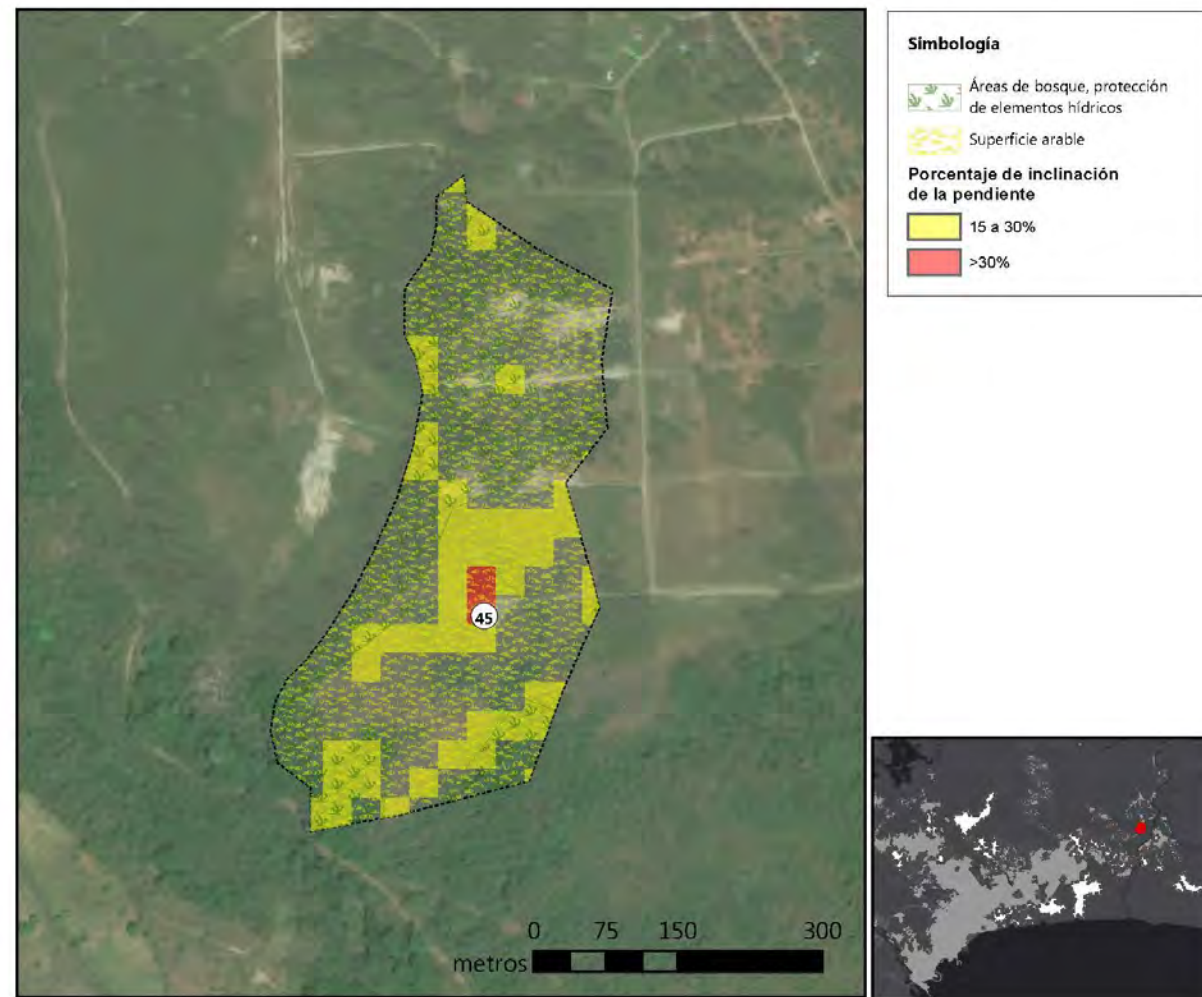 Simbología
Áreas de bosque, protección
de elementos hídricos
Superficie arable
Porcentaje de inclinación
de la pendiente
15 a 30%
>30%
45
0 75 150 300
metros